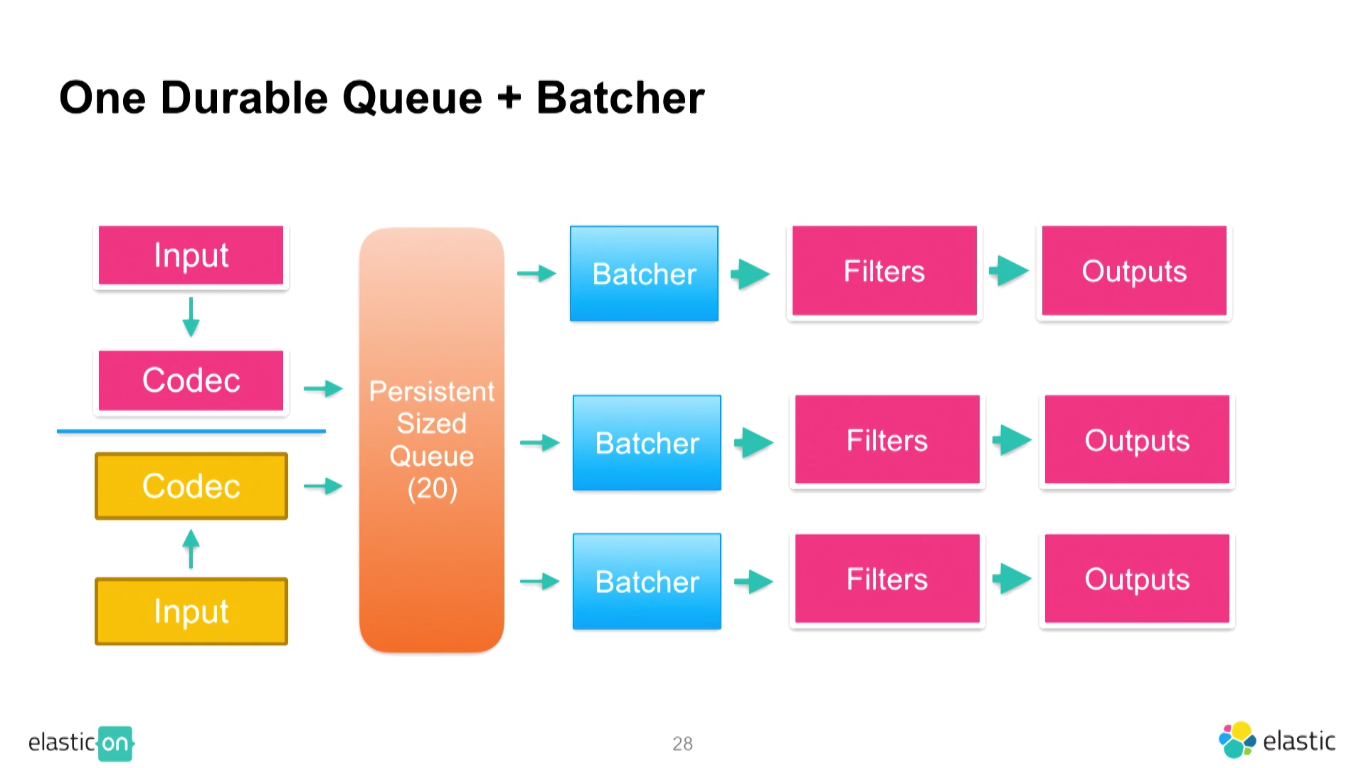 One Durable Queue + Batcher
Input
Codec
Codec
Input
Persistent
Sized
Queue
(20)
Batcher
Filters
Outputs
Batcher
Filters
Outputs
Batcher
Filters
Outputs
elastic on
28
elastic